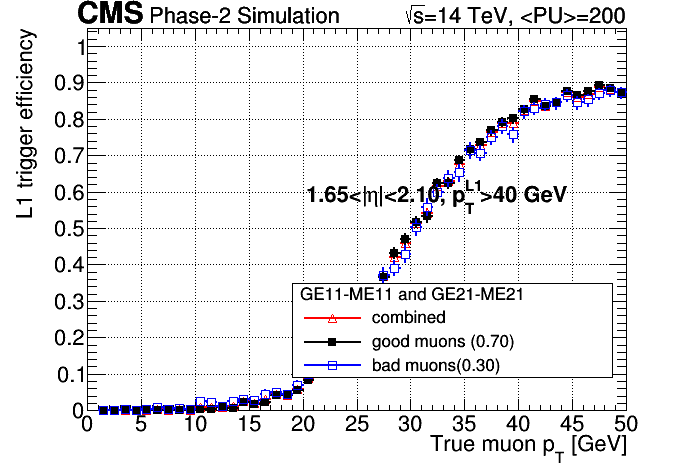 CMS Phase-2 Simulation √s=14 TeV, <PU>=200
L1 trigger efficiency
1
0.9
0.8
0.7
0.6
0.5
0.4
0.3
0.2
0.1
0
1.65<|η|<2.10, p_T^L1>40 GeV
GE11-ME11 and GE21-ME21
combined
good muons (0.70)
bad muons(0.30)
0 5 10 15 20 25 30 35 40 45 50
True muon p_T [GeV]